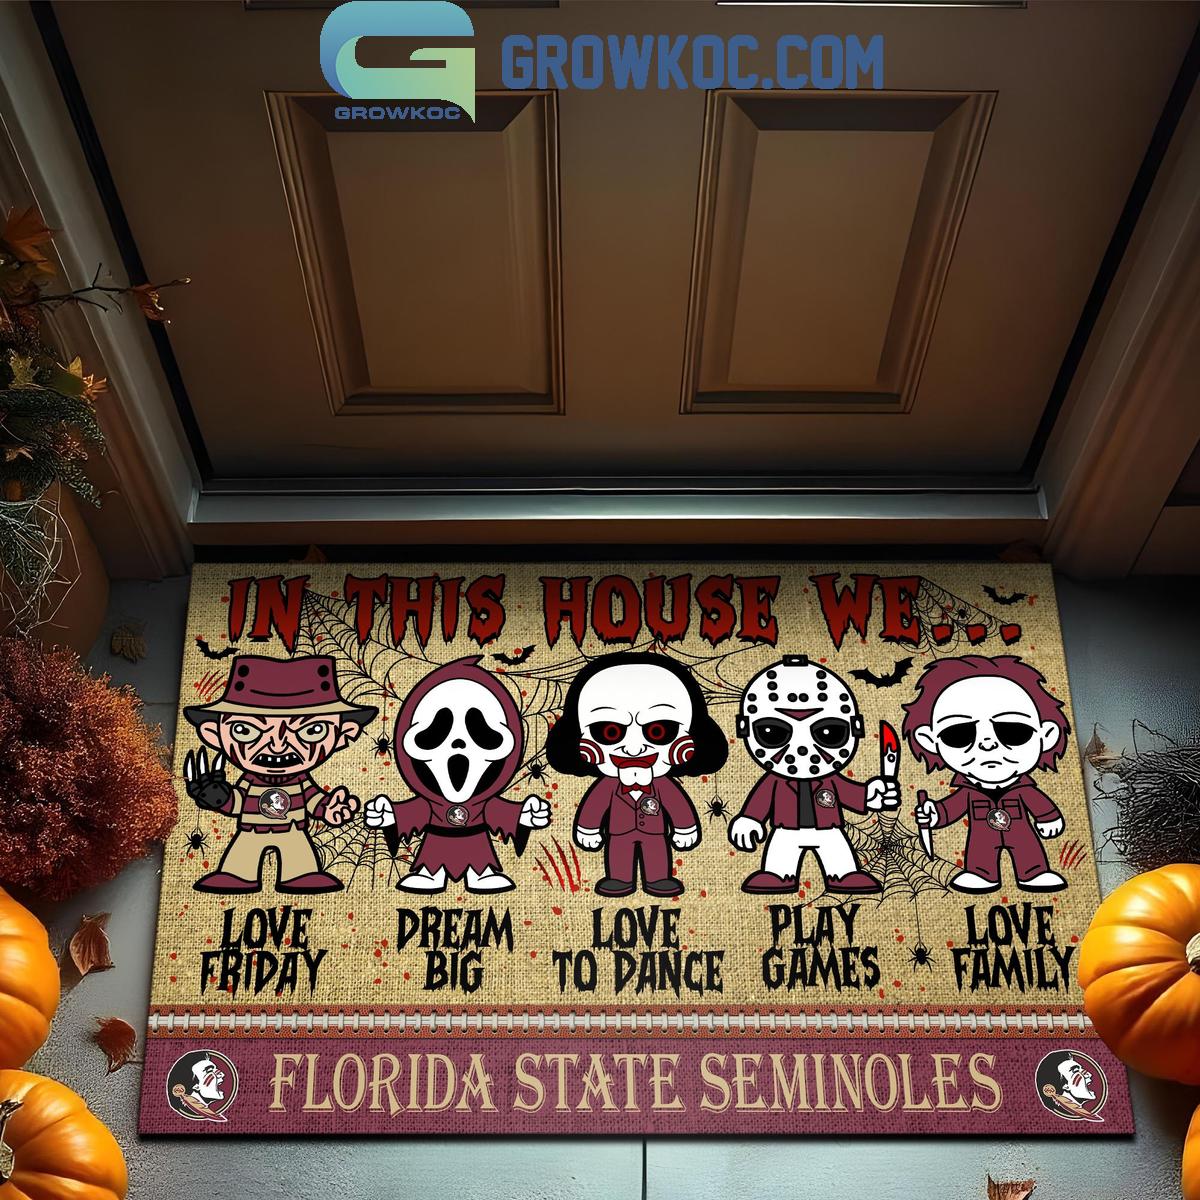 GROWKOC.COM
GROWKOC
IN THIS HOUSE WE...
LOVE
FRIDAY
DREAM
BIG
LOVE
TO DANCE
PLAY
GAMES
LOVE
FAMILY
FLORIDA STATE SEMINOLES